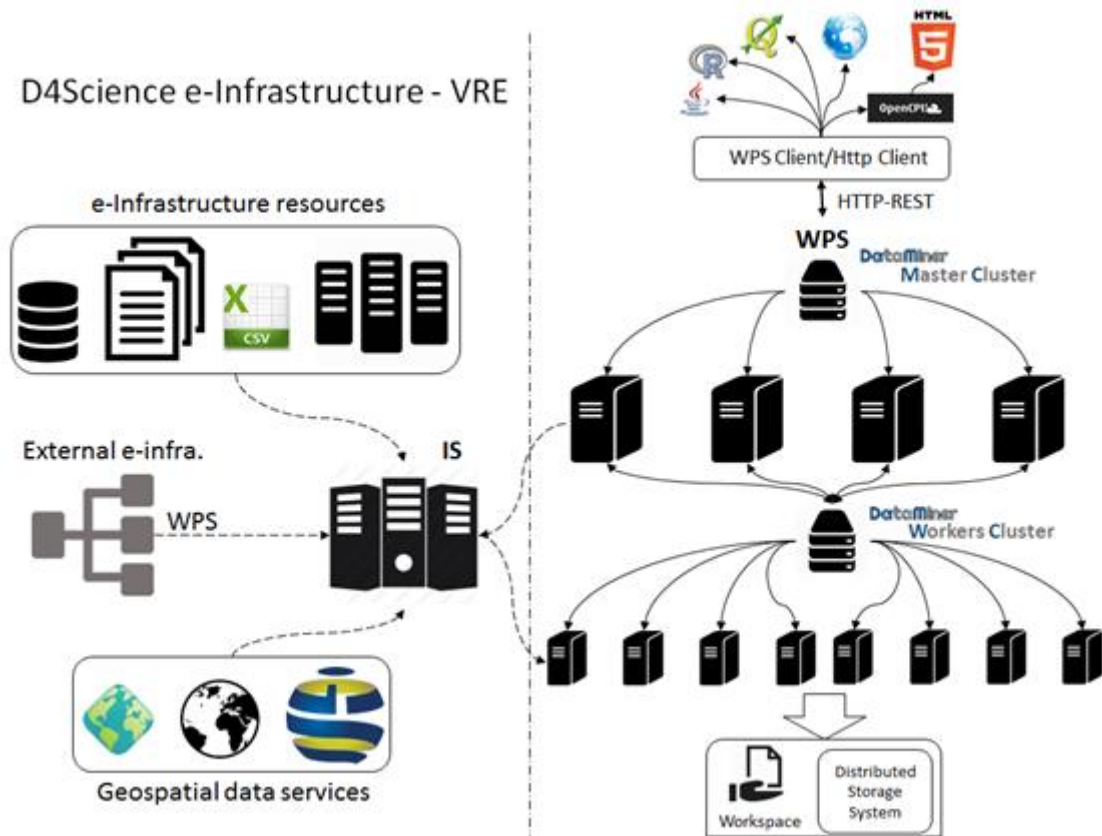 D4Science e-Infrastructure - VRE
e-Infrastructure resources
X
CSV
External e-infra.
WPS
IS
Geospatial data services
HTML
5
R
Q
OpenCPU
WPS Client/Http Client
HTTP-REST
WPS
DataMiner
Master Cluster
DataMiner
Workers Cluster
Workspace
Distributed
Storage
System